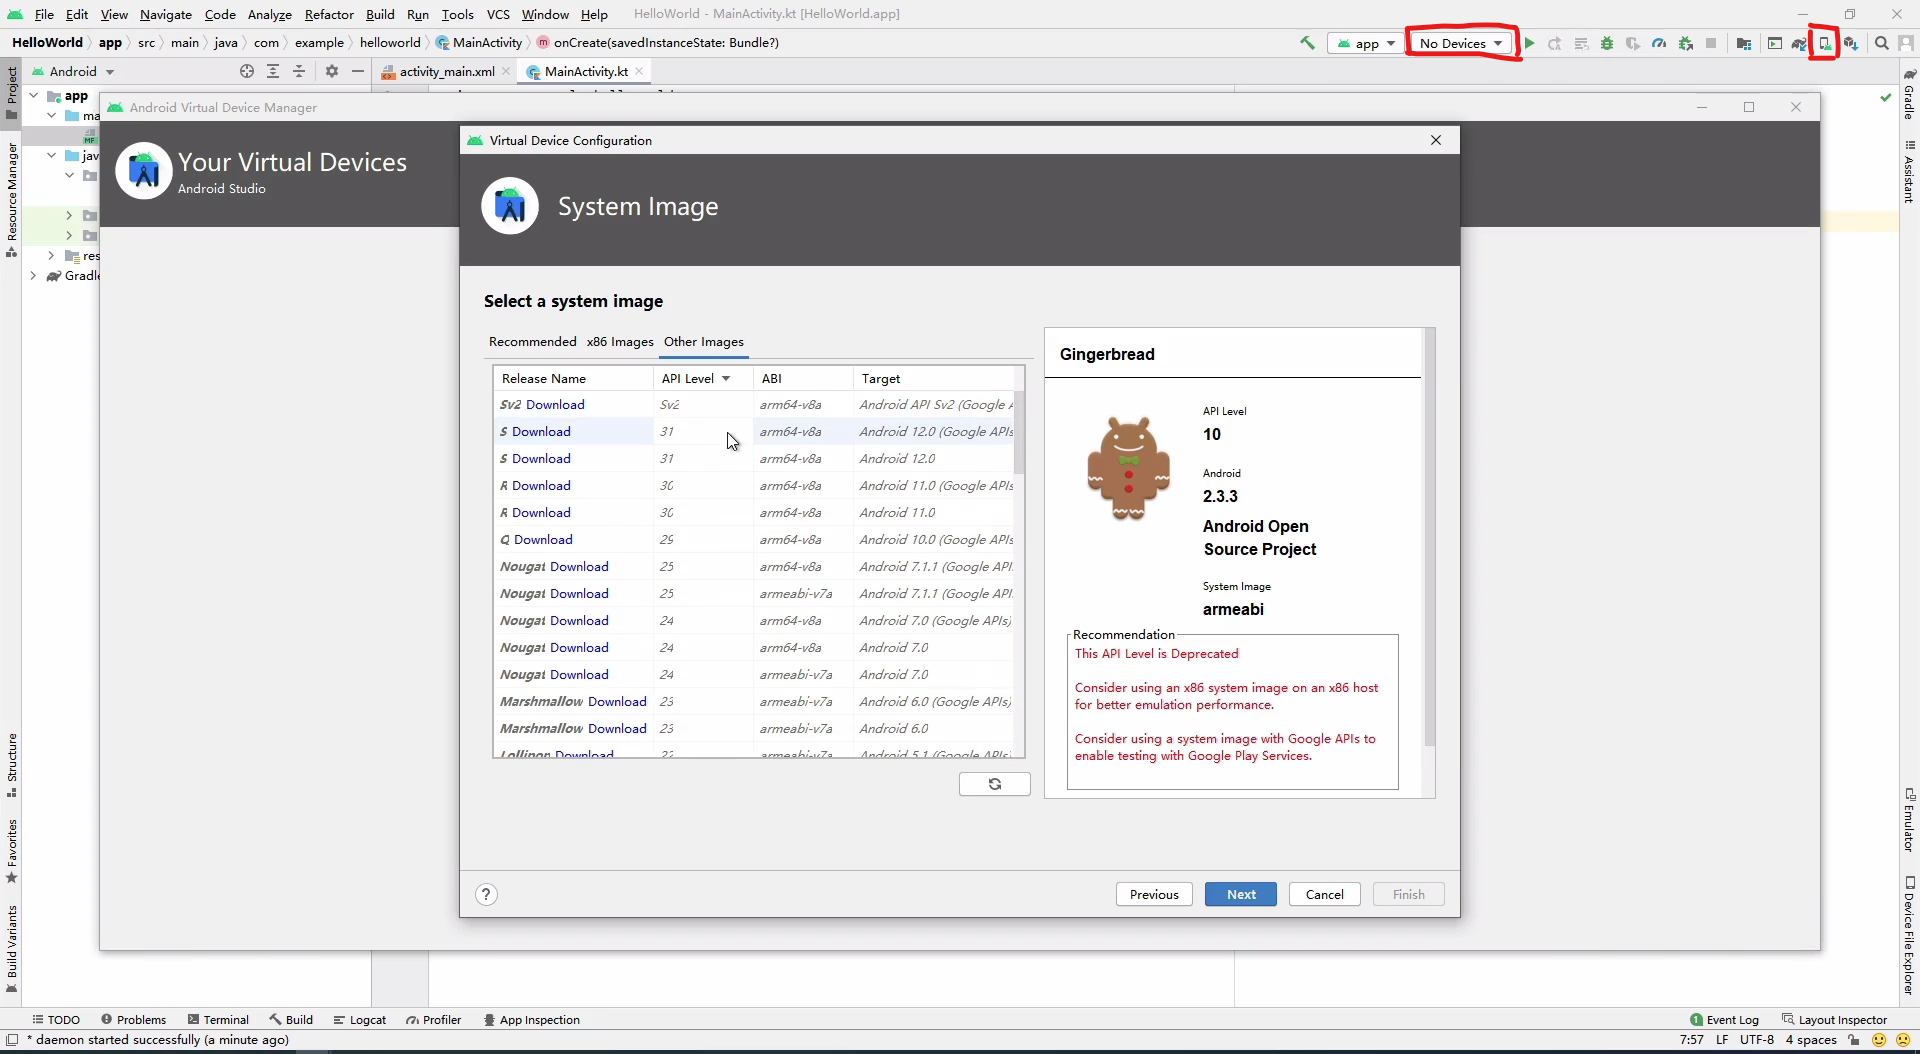 File Edit View Navigate Code Analyze Refactor Build Run Tools VCS Window Help HelloWorld - MainActivity.kt [HelloWorld.app]
HelloWorld app src main java com example helloworld MainActivity onCreate(savedInstanceState: Bundle?) app No Devices
Android activity_main.xml MainActivity.kt
Project
Resource Manager
Structure
Favorites
Build Variants
app
ma
jav
res
Gradle
Android Virtual Device Manager
Your Virtual Devices
Android Studio
Virtual Device Configuration
System Image
Select a system image
Recommended x86 Images Other Images
Release Name API Level ABI Target
Sv2 Download Sv2 arm64-v8a Android API Sv2 (Google A
S Download 31 arm64-v8a Android 12.0 (Google APIs
S Download 31 arm64-v8a Android 12.0
R Download 30 arm64-v8a Android 11.0 (Google APIs
R Download 30 arm64-v8a Android 11.0
Q Download 29 arm64-v8a Android 10.0 (Google APIs
Nougat Download 25 arm64-v8a Android 7.1.1 (Google API
Nougat Download 25 armeabi-v7a Android 7.1.1 (Google API
Nougat Download 24 arm64-v8a Android 7.0 (Google APIs)
Nougat Download 24 arm64-v8a Android 7.0
Nougat Download 24 armeabi-v7a Android 7.0
Marshmallow Download 23 armeabi-v7a Android 6.0 (Google APIs)
Marshmallow Download 23 armeabi-v7a Android 6.0
Lollipop Download 22 armeabi-v7a Android 5.1 (Google APIs)
Gingerbread
API Level
10
Android
2.3.3
Android Open
Source Project
System Image
armeabi
Recommendation
This API Level is Deprecated
Consider using an x86 system image on an x86 host
for better emulation performance.
Consider using a system image with Google APIs to
enable testing with Google Play Services.
? Previous Next Cancel Finish
Gradle
Assistant
Emulator
Device File Explorer
TODO Problems Terminal Build Logcat Profiler App Inspection 1 Event Log Layout Inspector
* daemon started successfully (a minute ago) 7:57 LF UTF-8 4 spaces